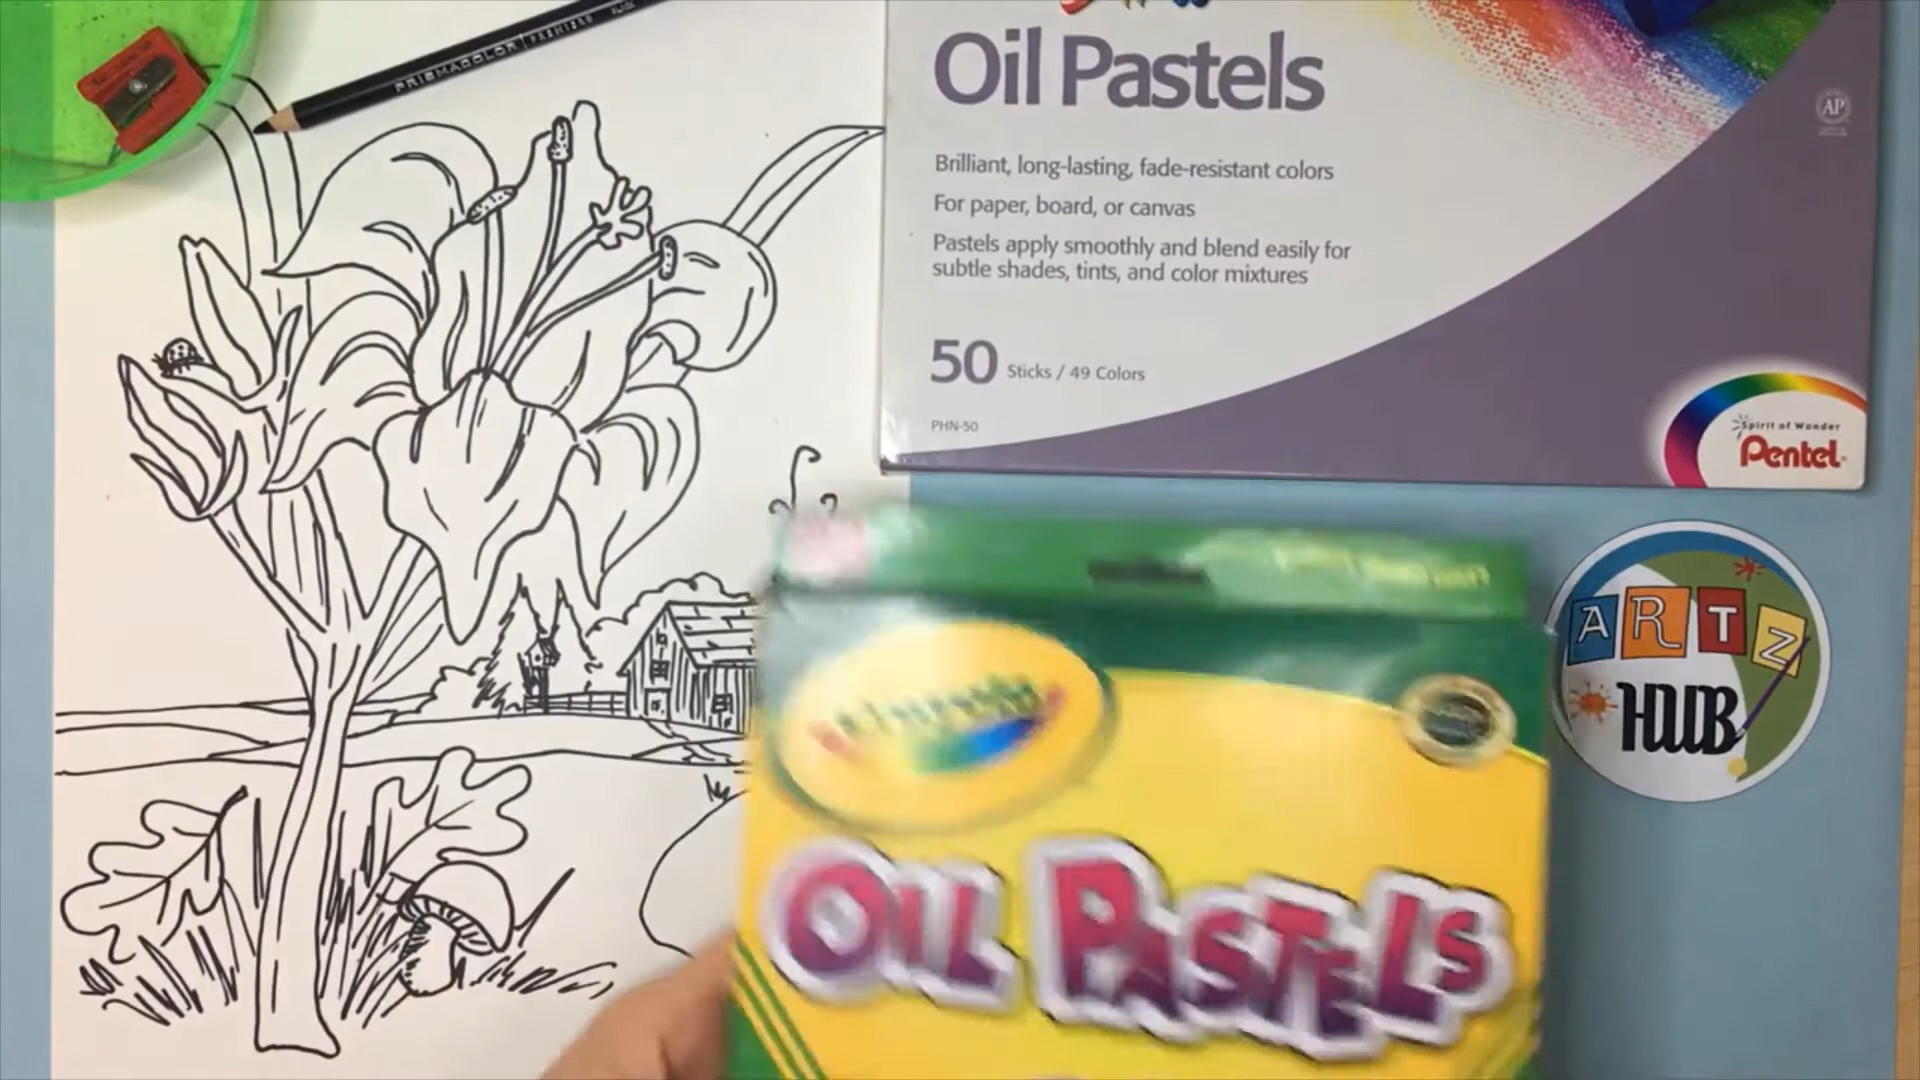 PRISMACOLOR | PREMIER
Oil Pastels
AP
Brilliant, long-lasting, fade-resistant colors
For paper, board, or canvas
Pastels apply smoothly and blend easily for
subtle shades, tints, and color mixtures
50 Sticks / 49 Colors
PHN-50
Spirit of Wonder
Pentel
ARTZ
HUB
Crayola
OIL PASTELS